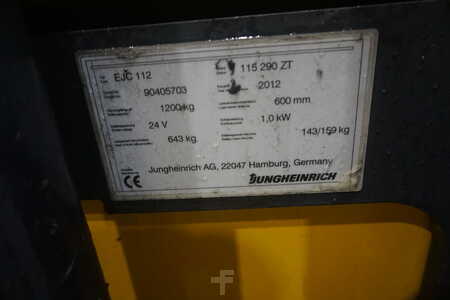 EJC 112 115 290 ZT
90405703 2012
1200 kg 600 mm
24 V 1,0 kW
643 kg 143/159 kg
Jungheinrich AG, 22047 Hamburg, Germany
CE JUNGHEINRICH